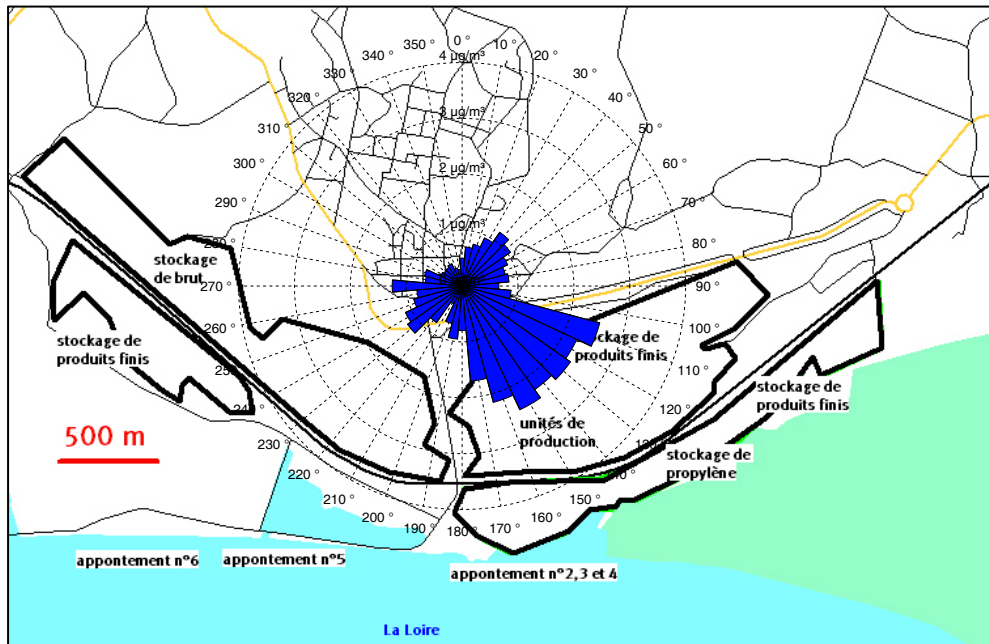 0 °
10 °
20 °
30 °
40 °
50 °
60 °
70 °
80 °
90 °
100 °
110 °
120 °
150 °
160 °
170 °
180 °
190 °
200 °
210 °
220 °
230 °
260 °
270 °
280 °
290 °
300 °
310 °
320 °
330 °
340 °
350 °
4 µg/m³
3 µg/m³
2 µg/m³
1 µg/m³
stockage
de brut
stockage de
produits finis
ckage de
produits finis
stockage de
produits finis
unités de
production
stockage de
propylène
500 m
appontement n°6
appontement n°5
appontement n°2, 3 et 4
La Loire